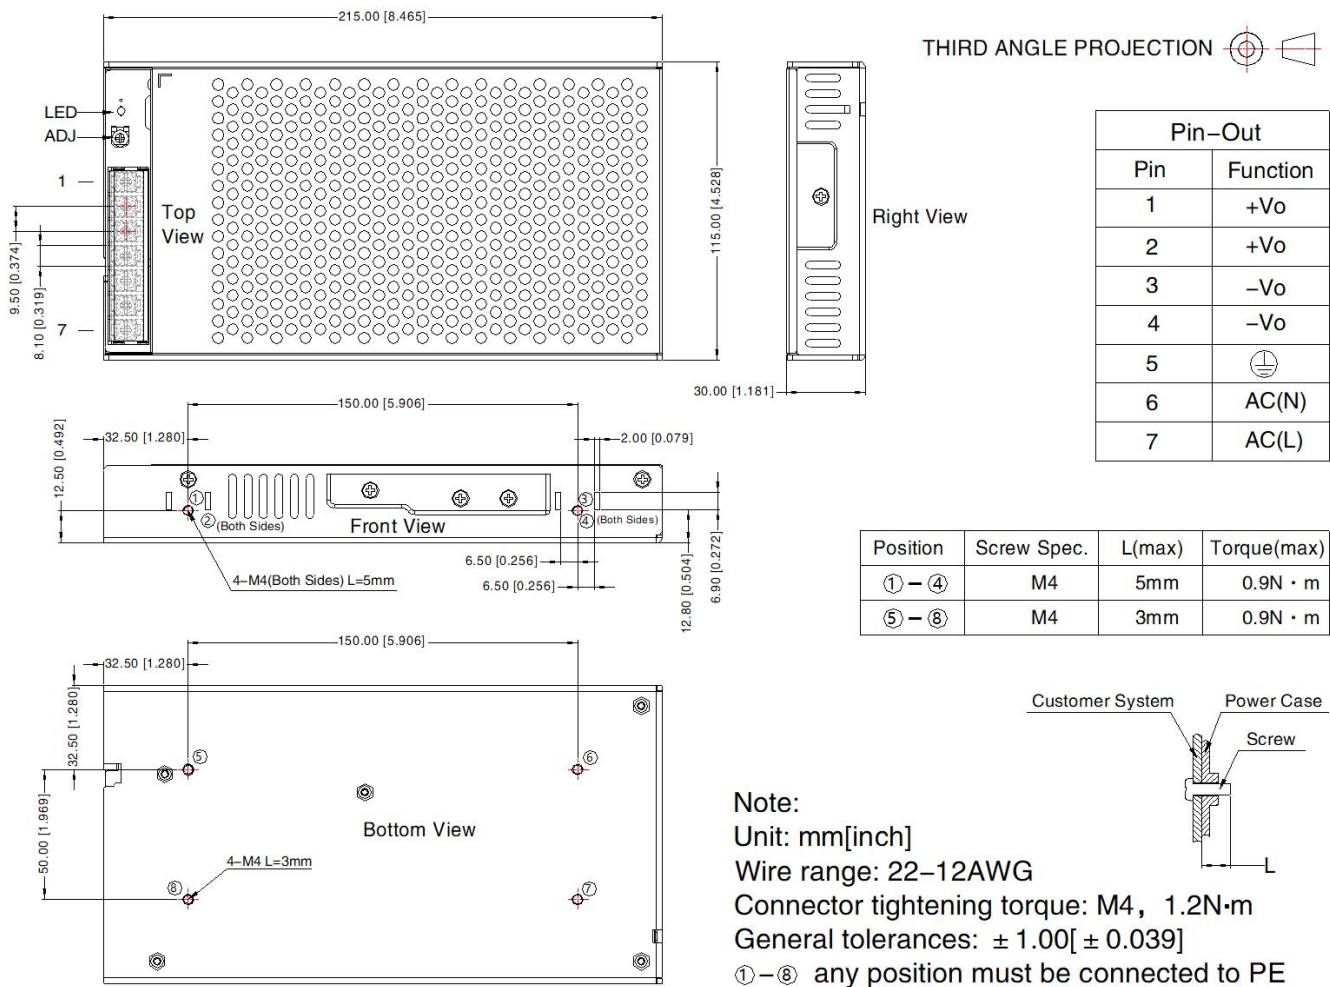 215.00 [8.465]
THIRD ANGLE PROJECTION
LED
ADJ
1
7
9.50 [0.374]
8.10 [0.319]
Top
View
115.00 [4.528]
Right View
30.00 [1.181]
Pin–Out
Pin Function
1 +Vo
2 +Vo
3 –Vo
4 –Vo
5
6 AC(N)
7 AC(L)
150.00 [5.906]
32.50 [1.280]
2.00 [0.079]
12.50 [0.492]
① ③
② (Both Sides) Front View ④ (Both Sides)
6.50 [0.256]
4–M4(Both Sides) L=5mm
6.50 [0.256]
12.80 [0.504]
6.90 [0.272]
Position Screw Spec. L(max) Torque(max)
①–④ M4 5mm 0.9N·m
⑤–⑧ M4 3mm 0.9N·m
150.00 [5.906]
32.50 [1.280]
32.50 [1.280]
50.00 [1.969]
⑤ ⑥
Bottom View
4–M4 L=3mm
⑧ ⑦
Customer System Power Case
Screw
L
Note:
Unit: mm[inch]
Wire range: 22–12AWG
Connector tightening torque: M4, 1.2N·m
General tolerances: ±1.00[±0.039]
①–⑧ any position must be connected to PE